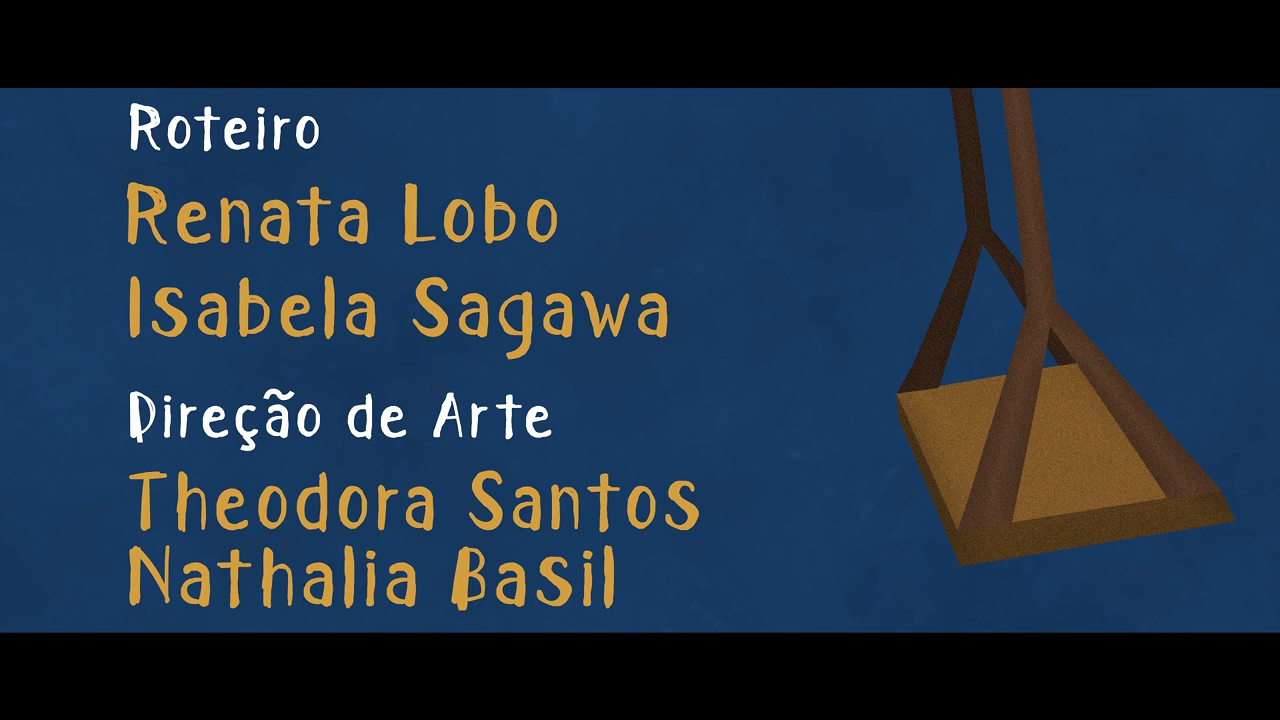 Roteiro
Renata Lobo
Isabela Sagawa
Direção de Arte
Theodora Santos
Nathalia Basil